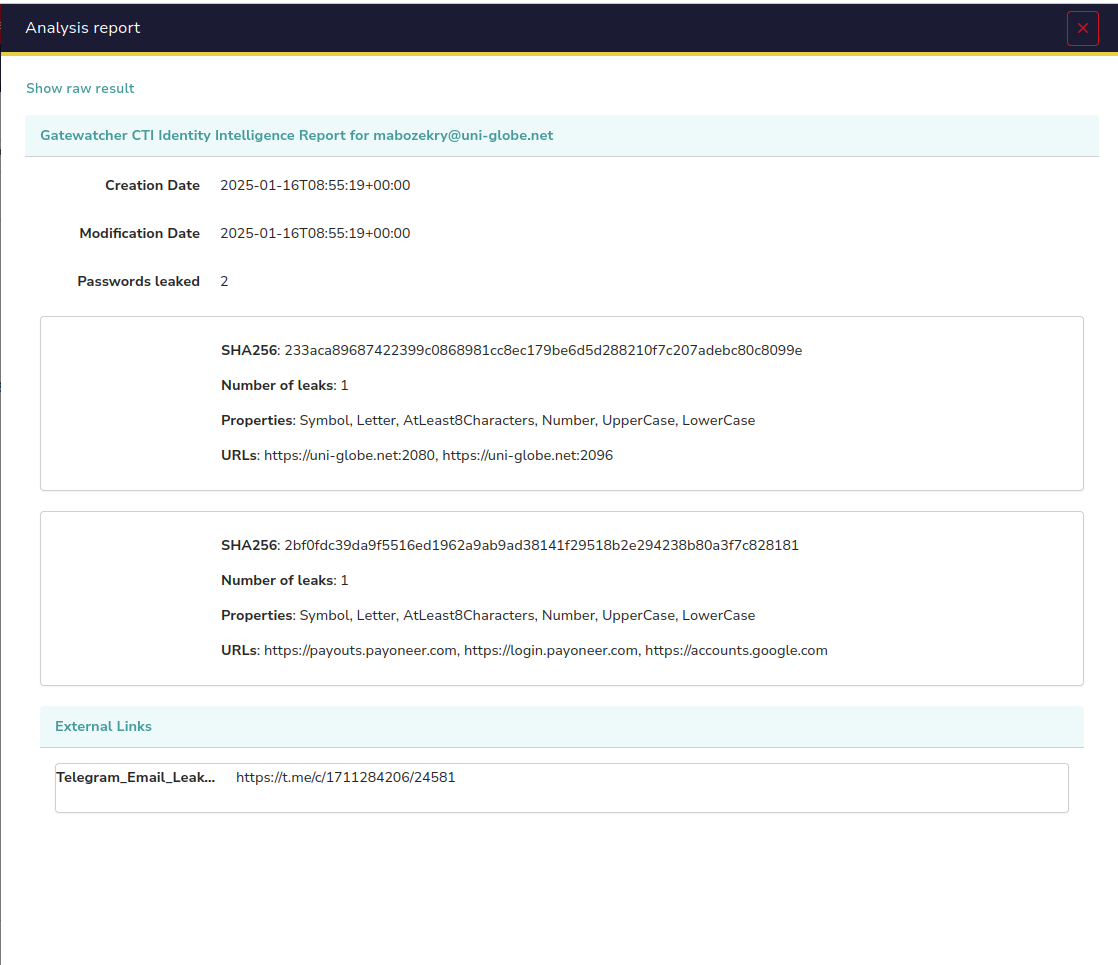 Analysis report
Show raw result
Gatewatcher CTI Identity Intelligence Report for mabozekry@uni-globe.net
Creation Date 2025-01-16T08:55:19+00:00
Modification Date 2025-01-16T08:55:19+00:00
Passwords leaked 2
SHA256: 233aca89687422399c0868981cc8ec179be6d5d288210f7c207adebc80c8099e
Number of leaks: 1
Properties: Symbol, Letter, AtLeast8Characters, Number, UpperCase, LowerCase
URLs: https://uni-globe.net:2080, https://uni-globe.net:2096
SHA256: 2bf0fdc39da9f5516ed1962a9ab9ad38141f29518b2e294238b80a3f7c828181
Number of leaks: 1
Properties: Symbol, Letter, AtLeast8Characters, Number, UpperCase, LowerCase
URLs: https://payouts.payoneer.com, https://login.payoneer.com, https://accounts.google.com
External Links
Telegram_Email_Leak... https://t.me/c/1711284206/24581